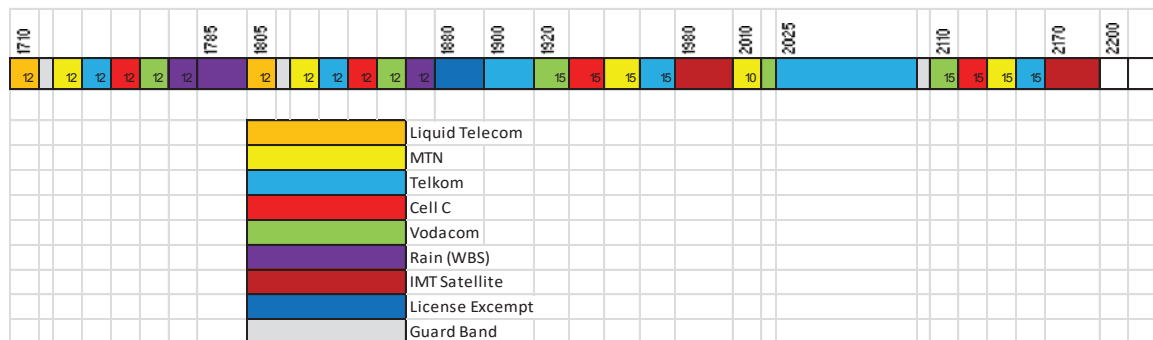 1710 1785 1805 1880 1900 1920 1980 2010 2025 2110 2170 2200
12 12 12 12 12 12 12 12 12 12 12 12 15 15 15 15 10 15 15 15 15
Liquid Telecom
MTN
Telkom
Cell C
Vodacom
Rain (WBS)
IMT Satellite
License Excempt
Guard Band